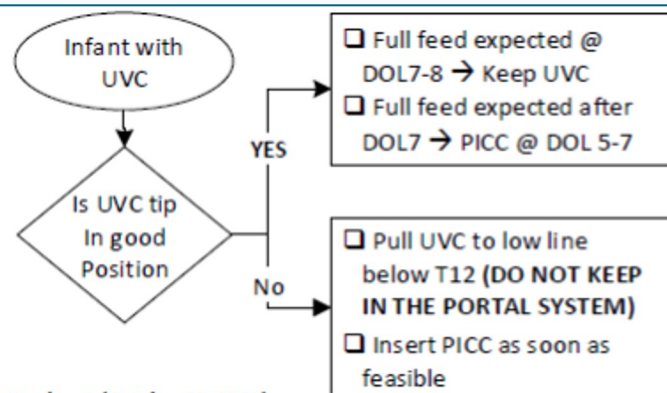 Infant with
UVC
Is UVC tip
In good
Position
YES
❑ Full feed expected @
DOL7-8 → Keep UVC
❑ Full feed expected after
DOL7 → PICC @ DOL 5-7
No
❑ Pull UVC to low line
below T12 (DO NOT KEEP
IN THE PORTAL SYSTEM)
❑ Insert PICC as soon as
feasible